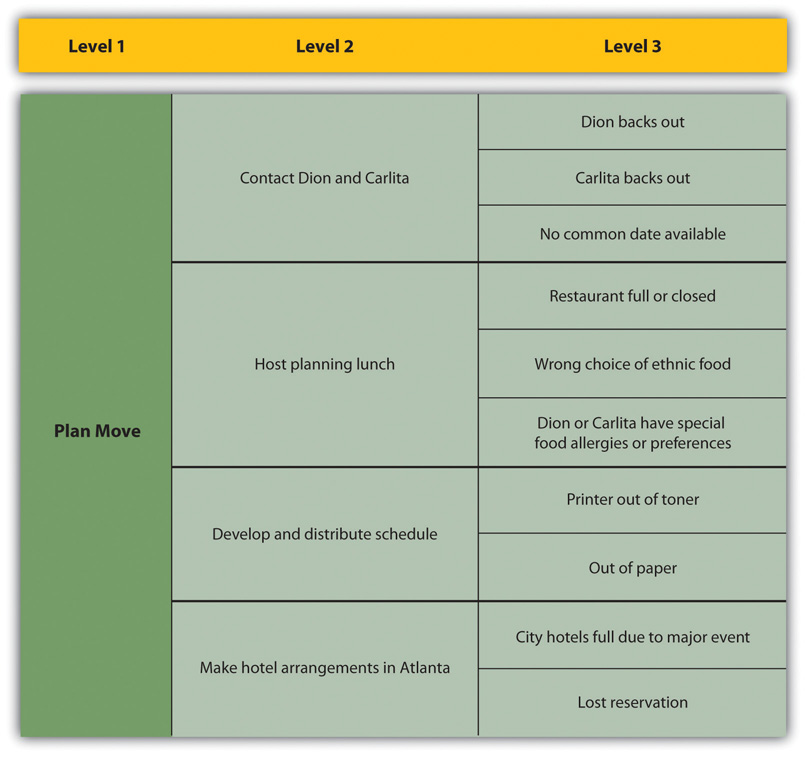 Level 1
Level 2
Level 3
Plan Move
Contact Dion and Carlita
Dion backs out
Carlita backs out
No common date available
Host planning lunch
Restaurant full or closed
Wrong choice of ethnic food
Dion or Carlita have special
food allergies or preferences
Develop and distribute schedule
Printer out of toner
Out of paper
Make hotel arrangements in Atlanta
City hotels full due to major event
Lost reservation